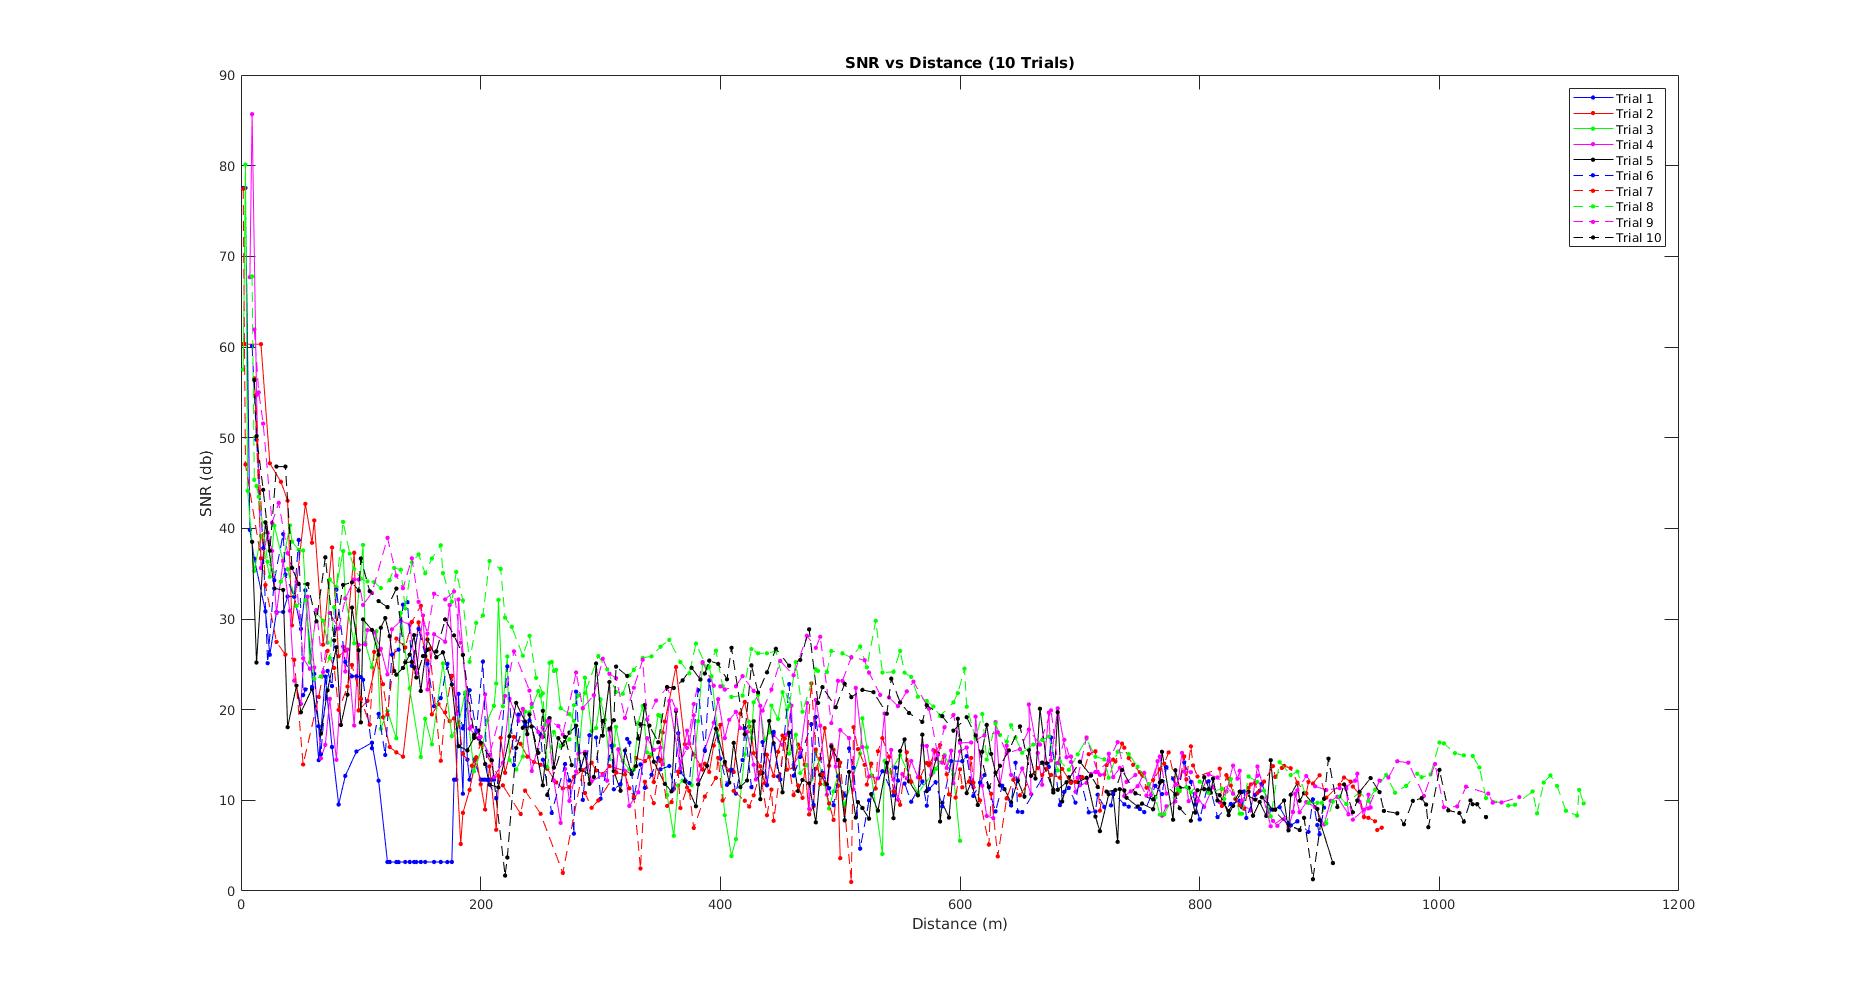 SNR vs Distance (10 Trials)
90
80
70
60
50
40
30
20
10
0
SNR (db)
Trial 1
Trial 2
Trial 3
Trial 4
Trial 5
Trial 6
Trial 7
Trial 8
Trial 9
Trial 10
0 200 400 600 800 1000 1200
Distance (m)